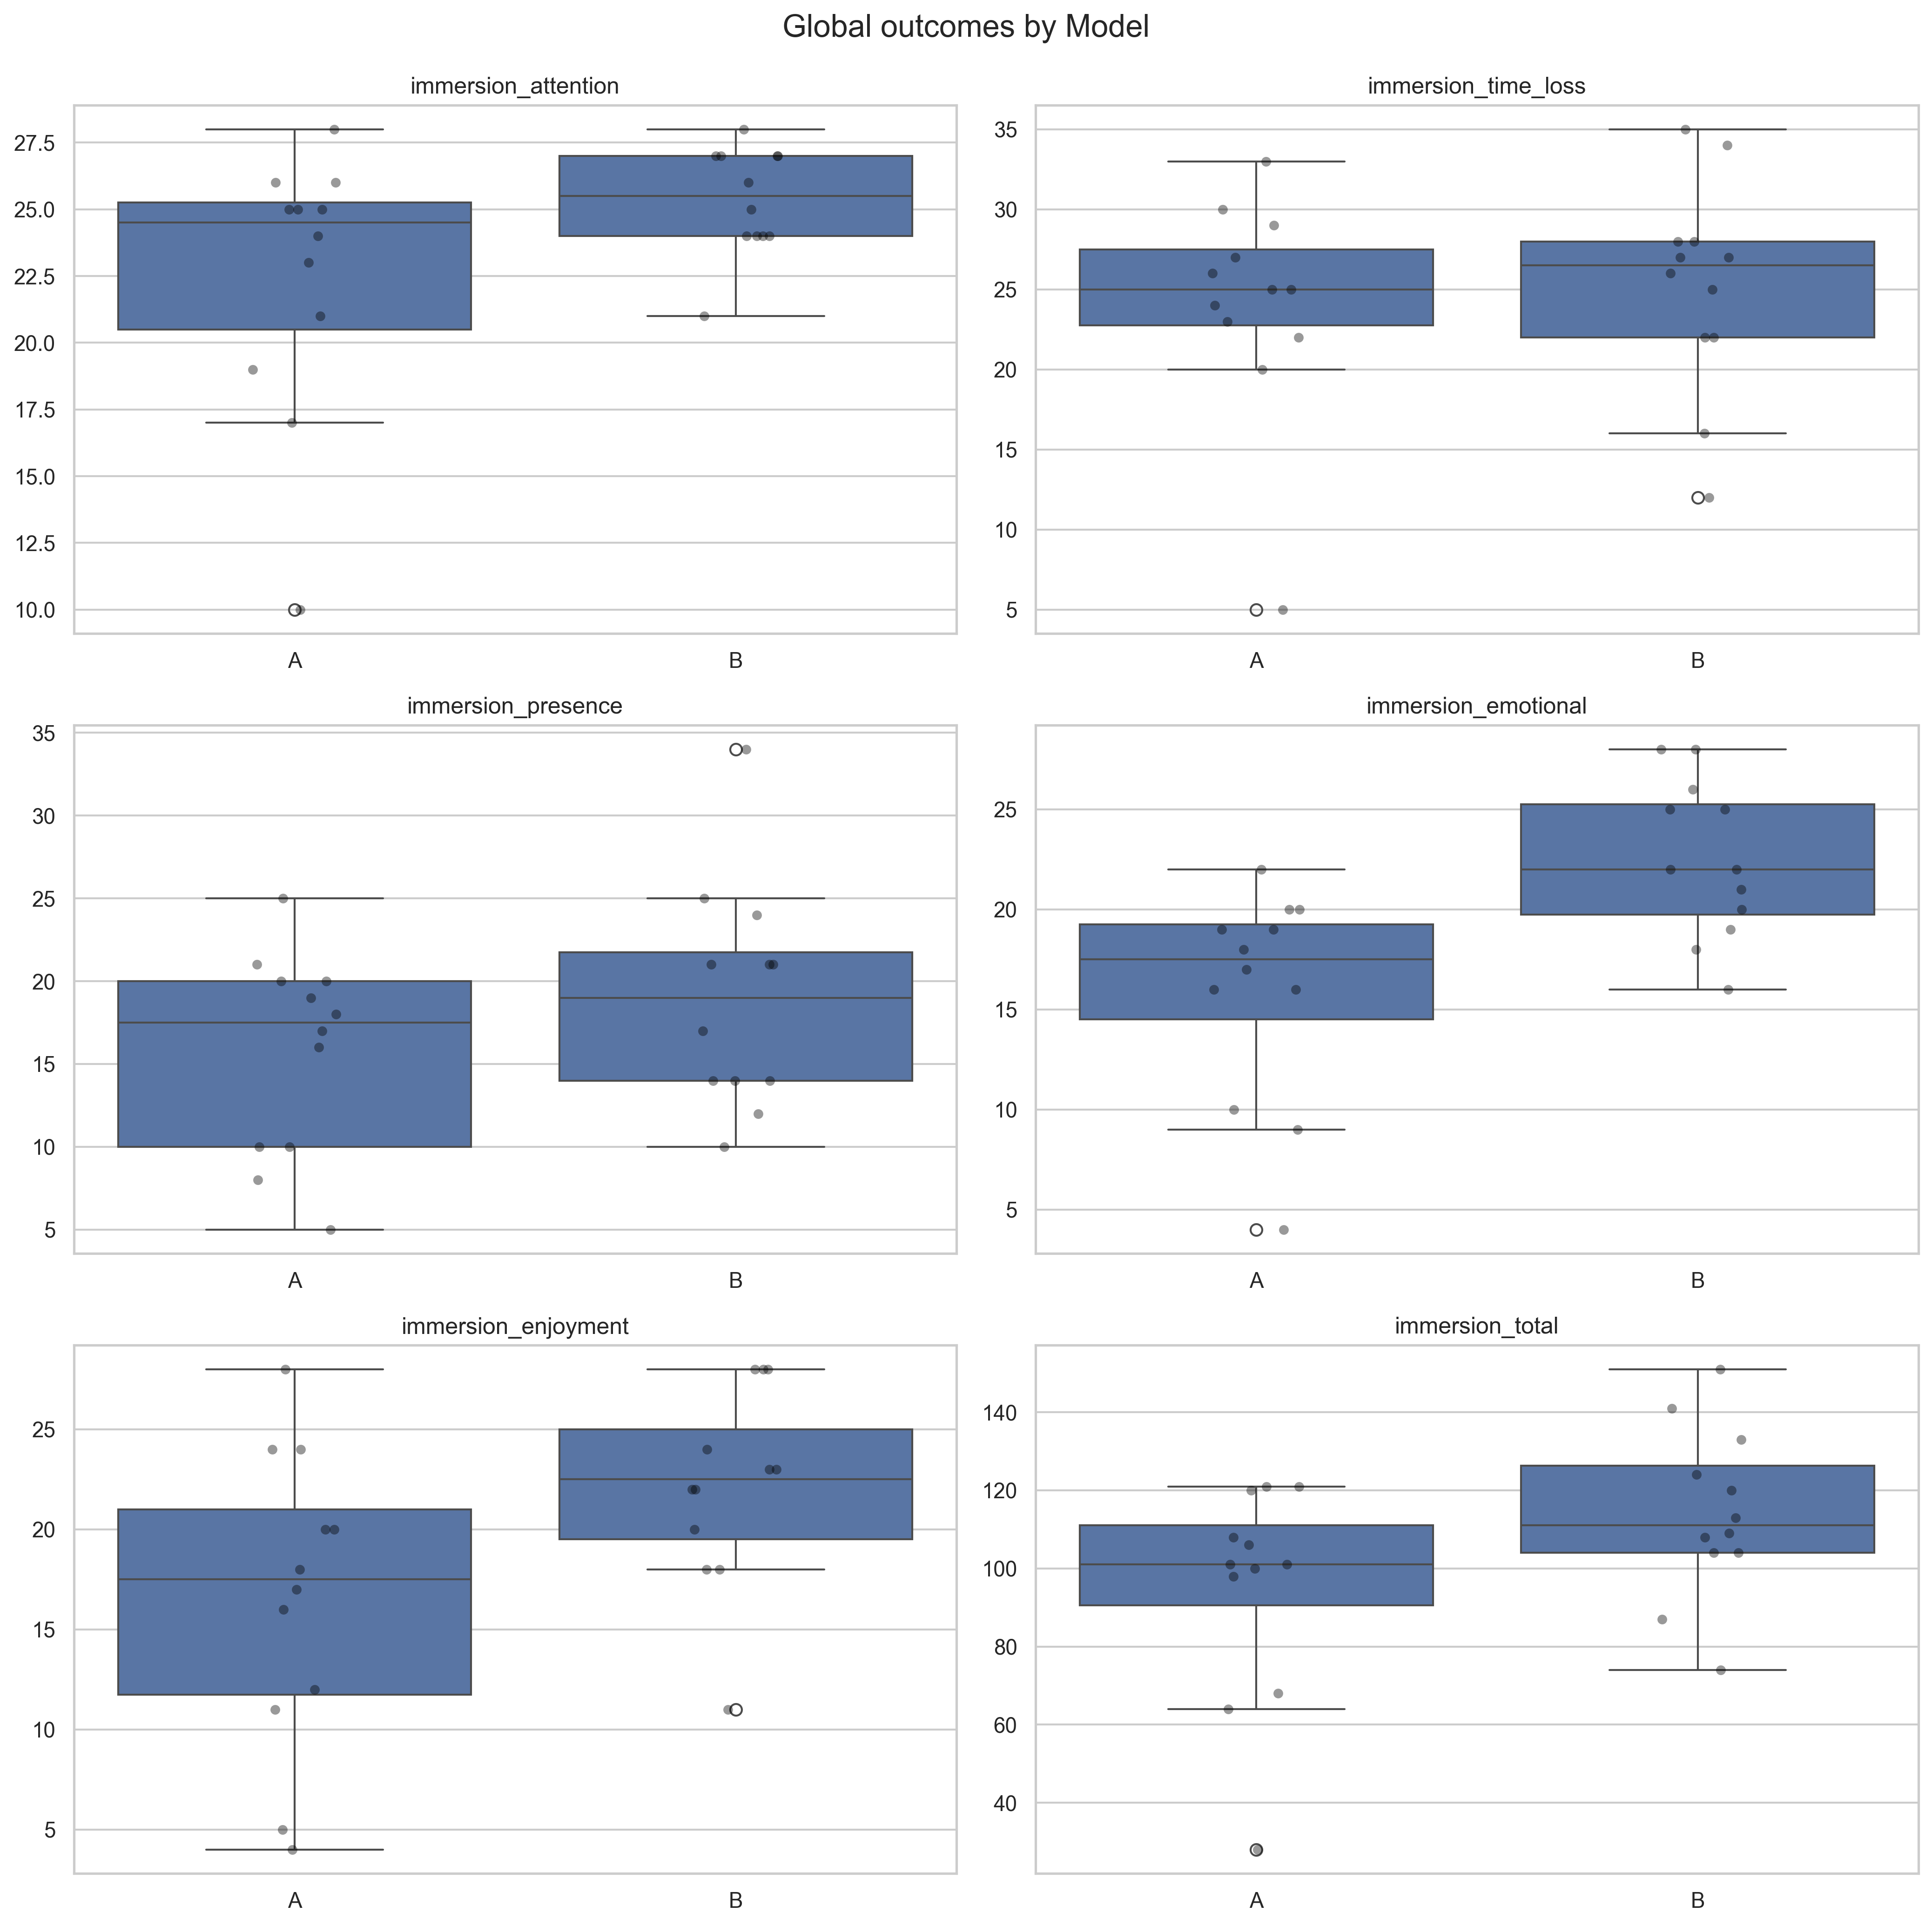 Global outcomes by Model
immersion_attention
27.5
25.0
22.5
20.0
17.5
15.0
12.5
10.0
A
B
immersion_time_loss
35
30
25
20
15
10
5
A
B
immersion_presence
35
30
25
20
15
10
5
A
B
immersion_emotional
25
20
15
10
5
A
B
immersion_enjoyment
25
20
15
10
5
A
B
immersion_total
140
120
100
80
60
40
A
B